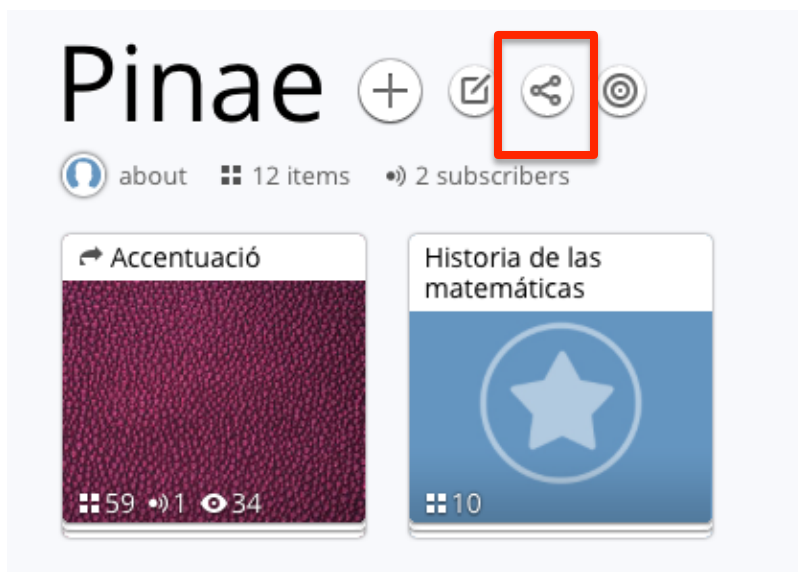 Pinae
about 12 items 2 subscribers
Accentuació
Historia de las
matemáticas
59 1 34
10